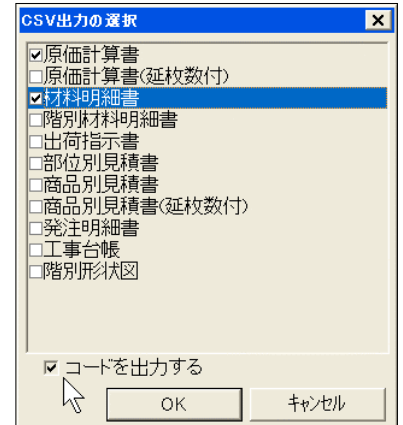 CSV出力の選択
原価計算書
原価計算書(延枚数付)
材料明細書
階別材料明細書
出荷指示書
部位別見積書
商品別見積書
商品別見積書(延枚数付)
発注明細書
工事台帳
階別形状図
コードを出力する
OK キャンセル